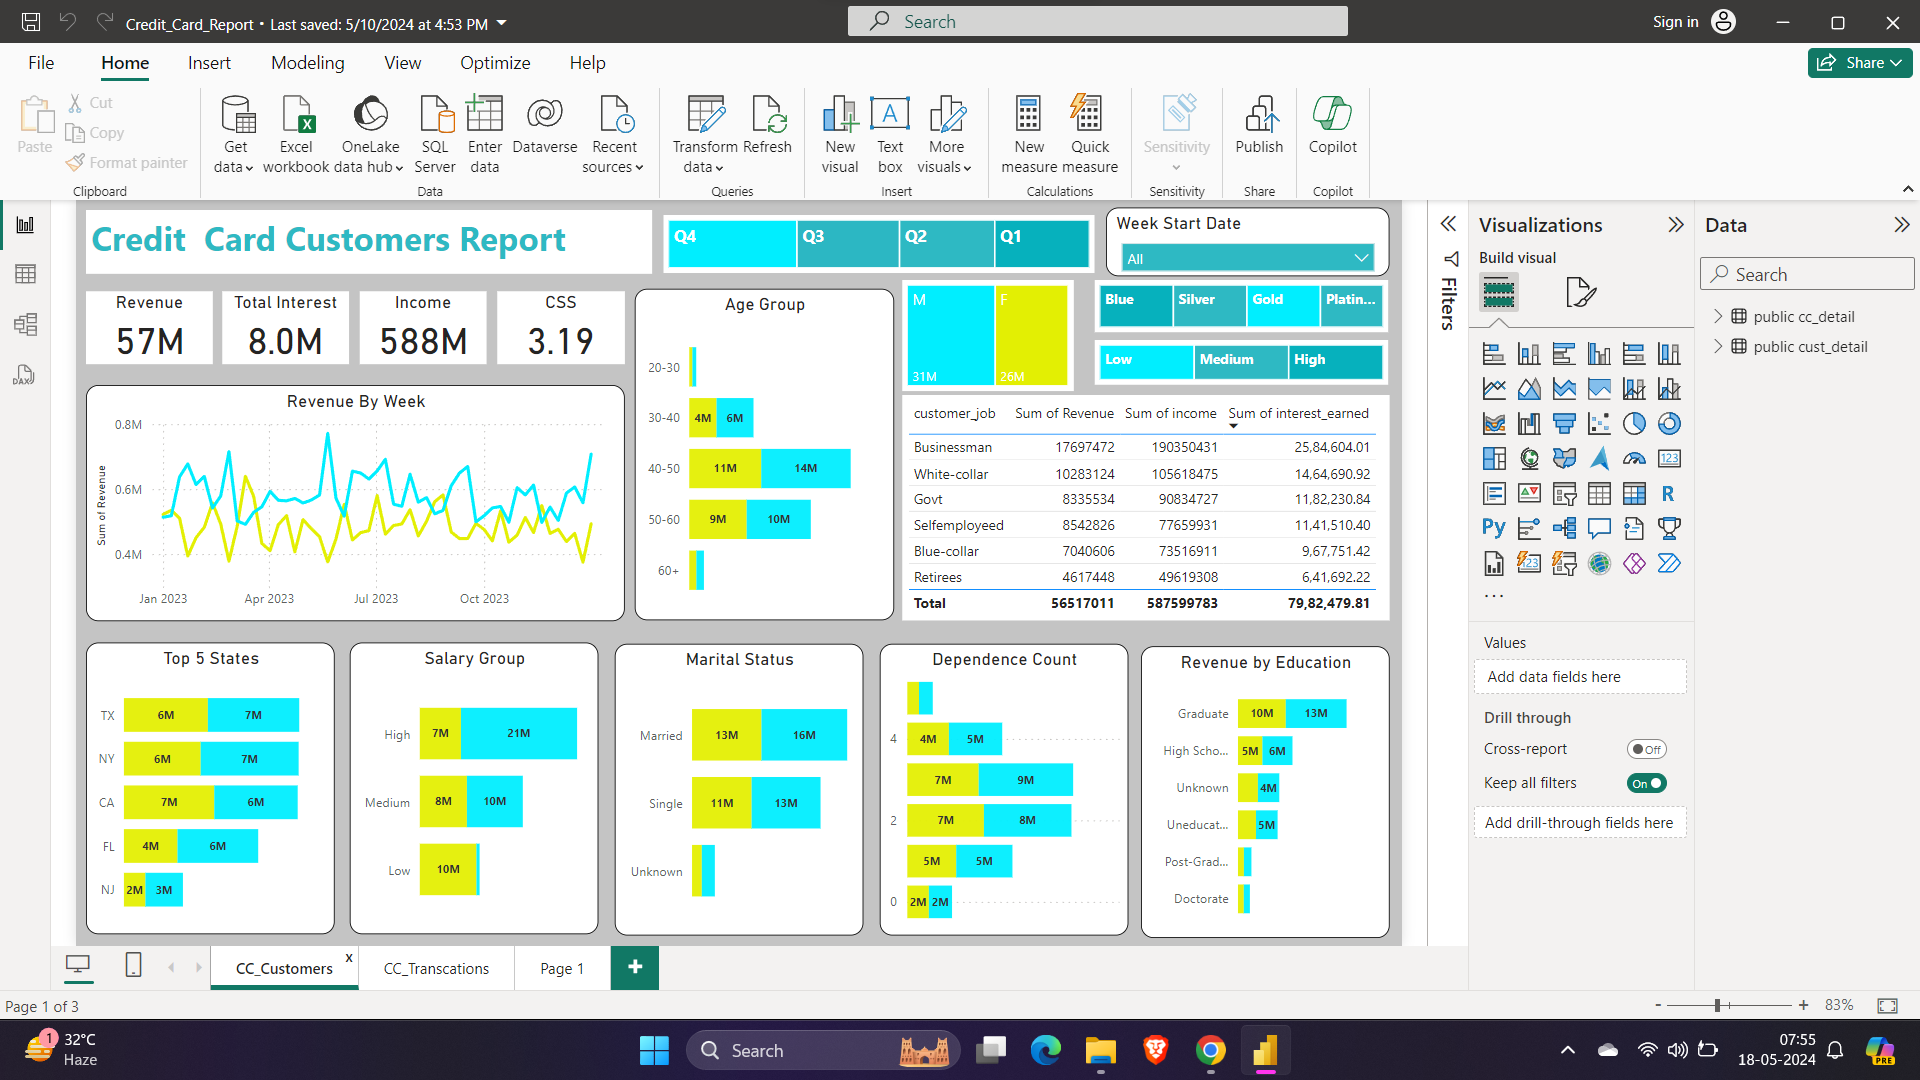 Credit_Card_Report • Last saved: 5/10/2024 at 4:53 PM
Search
Sign in
File Home Insert Modeling View Optimize Help
Share
Paste
Cut
Copy
Format painter
Clipboard
Get data
Excel workbook
OneLake data hub
SQL Server
Enter data
Dataverse
Recent sources
Data
Transform data
Refresh
Queries
New visual
Text box
More visuals
Insert
New measure
Quick measure
Calculations
Sensitivity
Sensitivity
Publish
Share
Copilot
Copilot
Credit Card Customers Report
Q4 Q3 Q2 Q1
Week Start Date
All
Revenue
57M
Total Interest
8.0M
Income
588M
CSS
3.19
Revenue By Week
Sum of Revenue
0.8M
0.6M
0.4M
Jan 2023 Apr 2023 Jul 2023 Oct 2023
Age Group
20-30
30-40 4M 6M
40-50 11M 14M
50-60 9M 10M
60+
M F
31M 26M
Blue Silver Gold Platin...
Low Medium High
customer_job Sum of Revenue Sum of income Sum of interest_earned
Businessman 17697472 190350431 25,84,604.01
White-collar 10283124 105618475 14,64,690.92
Govt 8335534 90834727 11,82,230.84
Selfemployeed 8542826 77659931 11,41,510.40
Blue-collar 7040606 73516911 9,67,751.42
Retirees 4617448 49619308 6,41,692.22
Total 56517011 587599783 79,82,479.81
Top 5 States
TX 6M 7M
NY 6M 7M
CA 7M 6M
FL 4M 6M
NJ 2M 3M
Salary Group
High 7M 21M
Medium 8M 10M
Low 10M
Marital Status
Married 13M 16M
Single 11M 13M
Unknown
Dependence Count
4 4M 5M
7M 9M
2 7M 8M
5M 5M
0 2M 2M
Revenue by Education
Graduate 10M 13M
High Scho... 5M 6M
Unknown 4M
Uneducat... 5M
Post-Grad...
Doctorate
Filters
Visualizations
Build visual
123
R
Py
123
...
Values
Add data fields here
Drill through
Cross-report Off
Keep all filters On
Add drill-through fields here
Data
Search
public cc_detail
public cust_detail
CC_Customers x
CC_Transcations
Page 1
+
Page 1 of 3
- + 83%
1
32°C
Haze
Search
07:55
18-05-2024
PRE